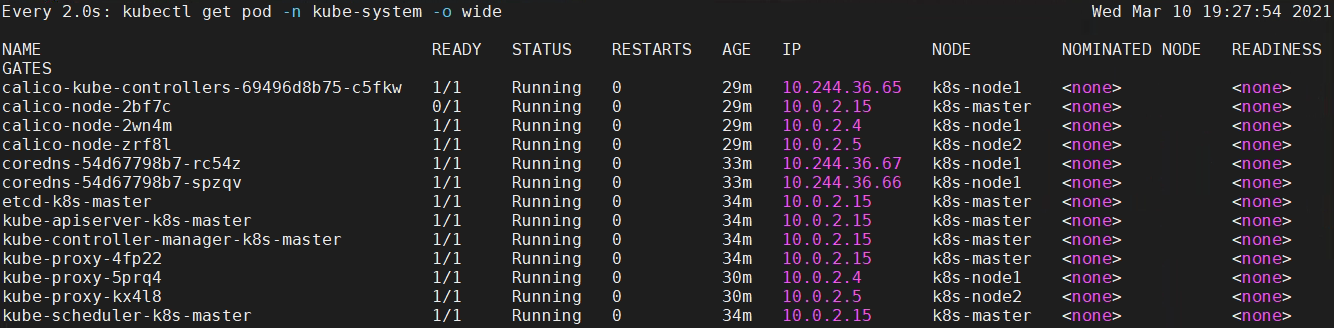 Every 2.0s: kubectl get pod -n kube-system -o wide Wed Mar 10 19:27:54 2021
NAME READY STATUS RESTARTS AGE IP NODE NOMINATED NODE READINESS
GATES
calico-kube-controllers-69496d8b75-c5fkw 1/1 Running 0 29m 10.244.36.65 k8s-node1 <none> <none>
calico-node-2bf7c 0/1 Running 0 29m 10.0.2.15 k8s-master <none> <none>
calico-node-2wn4m 1/1 Running 0 29m 10.0.2.4 k8s-node1 <none> <none>
calico-node-zrf8l 1/1 Running 0 29m 10.0.2.5 k8s-node2 <none> <none>
coredns-54d67798b7-rc54z 1/1 Running 0 33m 10.244.36.67 k8s-node1 <none> <none>
coredns-54d67798b7-spzqv 1/1 Running 0 33m 10.244.36.66 k8s-node1 <none> <none>
etcd-k8s-master 1/1 Running 0 34m 10.0.2.15 k8s-master <none> <none>
kube-apiserver-k8s-master 1/1 Running 0 34m 10.0.2.15 k8s-master <none> <none>
kube-controller-manager-k8s-master 1/1 Running 0 34m 10.0.2.15 k8s-master <none> <none>
kube-proxy-4fp22 1/1 Running 0 34m 10.0.2.15 k8s-master <none> <none>
kube-proxy-5prq4 1/1 Running 0 30m 10.0.2.4 k8s-node1 <none> <none>
kube-proxy-kx4l8 1/1 Running 0 30m 10.0.2.5 k8s-node2 <none> <none>
kube-scheduler-k8s-master 1/1 Running 0 34m 10.0.2.15 k8s-master <none> <none>